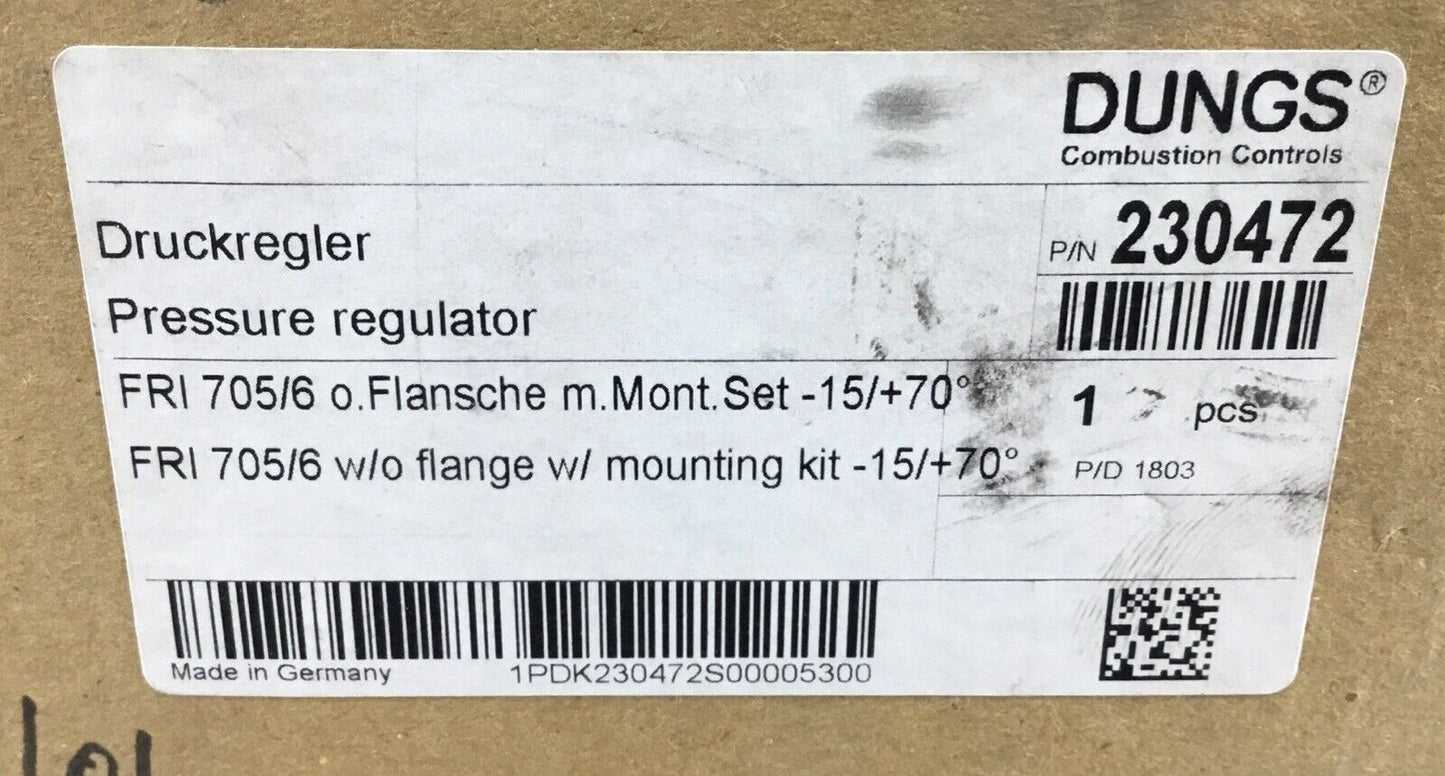 DUNGS®
Combustion Controls
Druckregler
P/N 230472
Pressure regulator
FRI 705/6 o.Flansche m.Mont.Set -15/+70°
1 pcs
FRI 705/6 w/o flange w/ mounting kit -15/+70°
P/D 1803
Made in Germany 1PDK230472S00005300